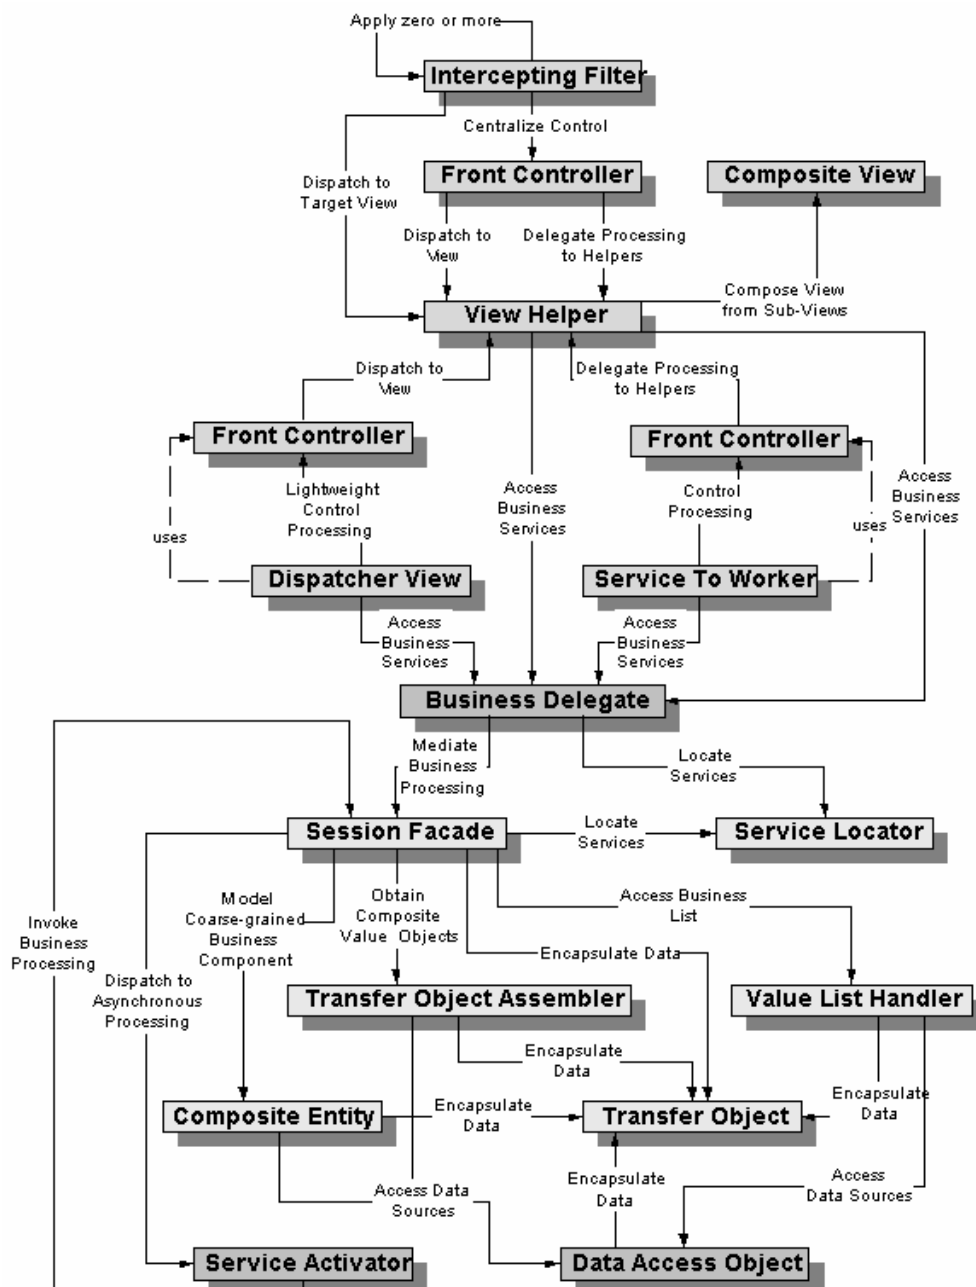 Apply zero or more
Intercepting Filter
Centralize Control
Dispatch to
Target View
Front Controller
Composite View
Dispatch to
View
Delegate Processing
to Helpers
Compose View
from Sub-Views
View Helper
Dispatch to
View
Delegate Processing
to Helpers
Front Controller
Front Controller
Lightweight
Control
Processing
Access
Business
Services
Control
Processing
Access
Business
Services
uses
uses
Dispatcher View
Service To Worker
Access
Business
Services
Access
Business
Services
Business Delegate
Mediate
Business
Processing
Locate
Services
Session Facade
Locate
Services
Service Locator
Invoke
Business
Processing
Model
Coarse-grained
Business
Component
Obtain
Composite
Value Objects
Access Business
List
Encapsulate Data
Dispatch to
Asynchronous
Processing
Transfer Object Assembler
Value List Handler
Encapsulate
Data
Composite Entity
Encapsulate
Data
Transfer Object
Encapsulate
Data
Access Data
Sources
Encapsulate
Data
Access
Data Sources
Service Activator
Data Access Object